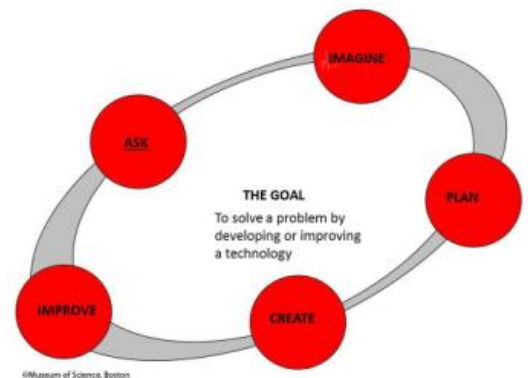 IMAGINE
ASK
PLAN
THE GOAL
To solve a problem by
developing or improving
a technology
IMPROVE
CREATE
©Museum of Science, Boston